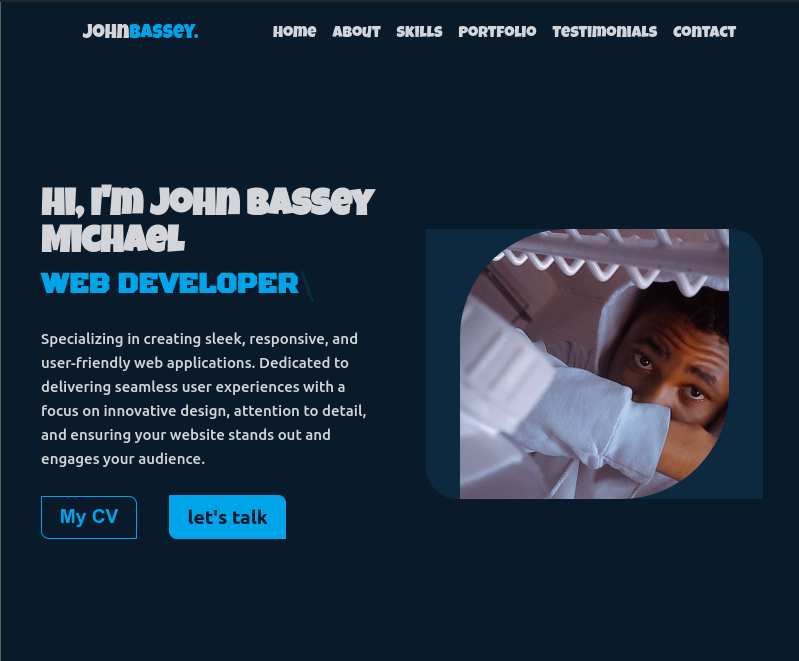 JOHNBASSEY.
Home ABOUT SKILLS PORTFOLIO TESTIMONIALS CONTACT
HI, I'M JOHN BASSEY
MICHAEL
WEB DEVELOPER\
Specializing in creating sleek, responsive, and
user-friendly web applications. Dedicated to
delivering seamless user experiences with a
focus on innovative design, attention to detail,
and ensuring your website stands out and
engages your audience.
My CV
let's talk